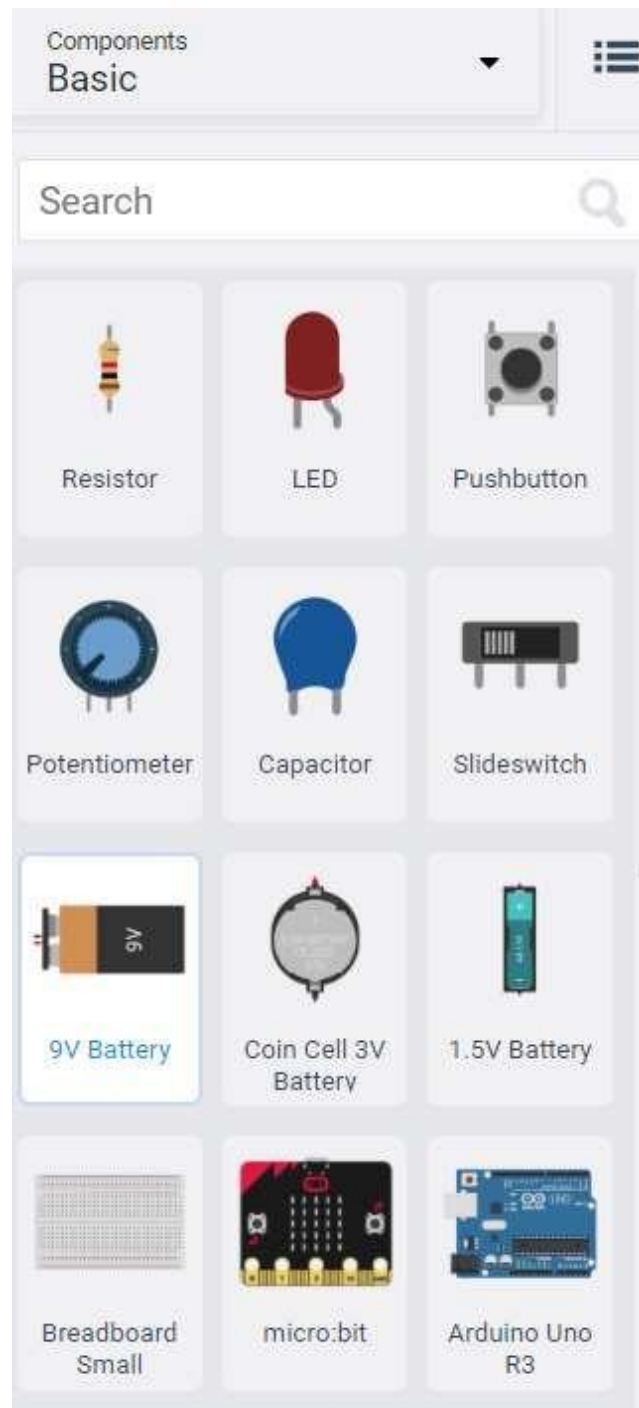 Components
Basic
Search
Resistor
LED
Pushbutton
Potentiometer
Capacitor
Slideswitch
9V
9V Battery
Coin Cell 3V
Battery
1.5V Battery
Breadboard
Small
micro:bit
UNO
Arduino Uno
R3